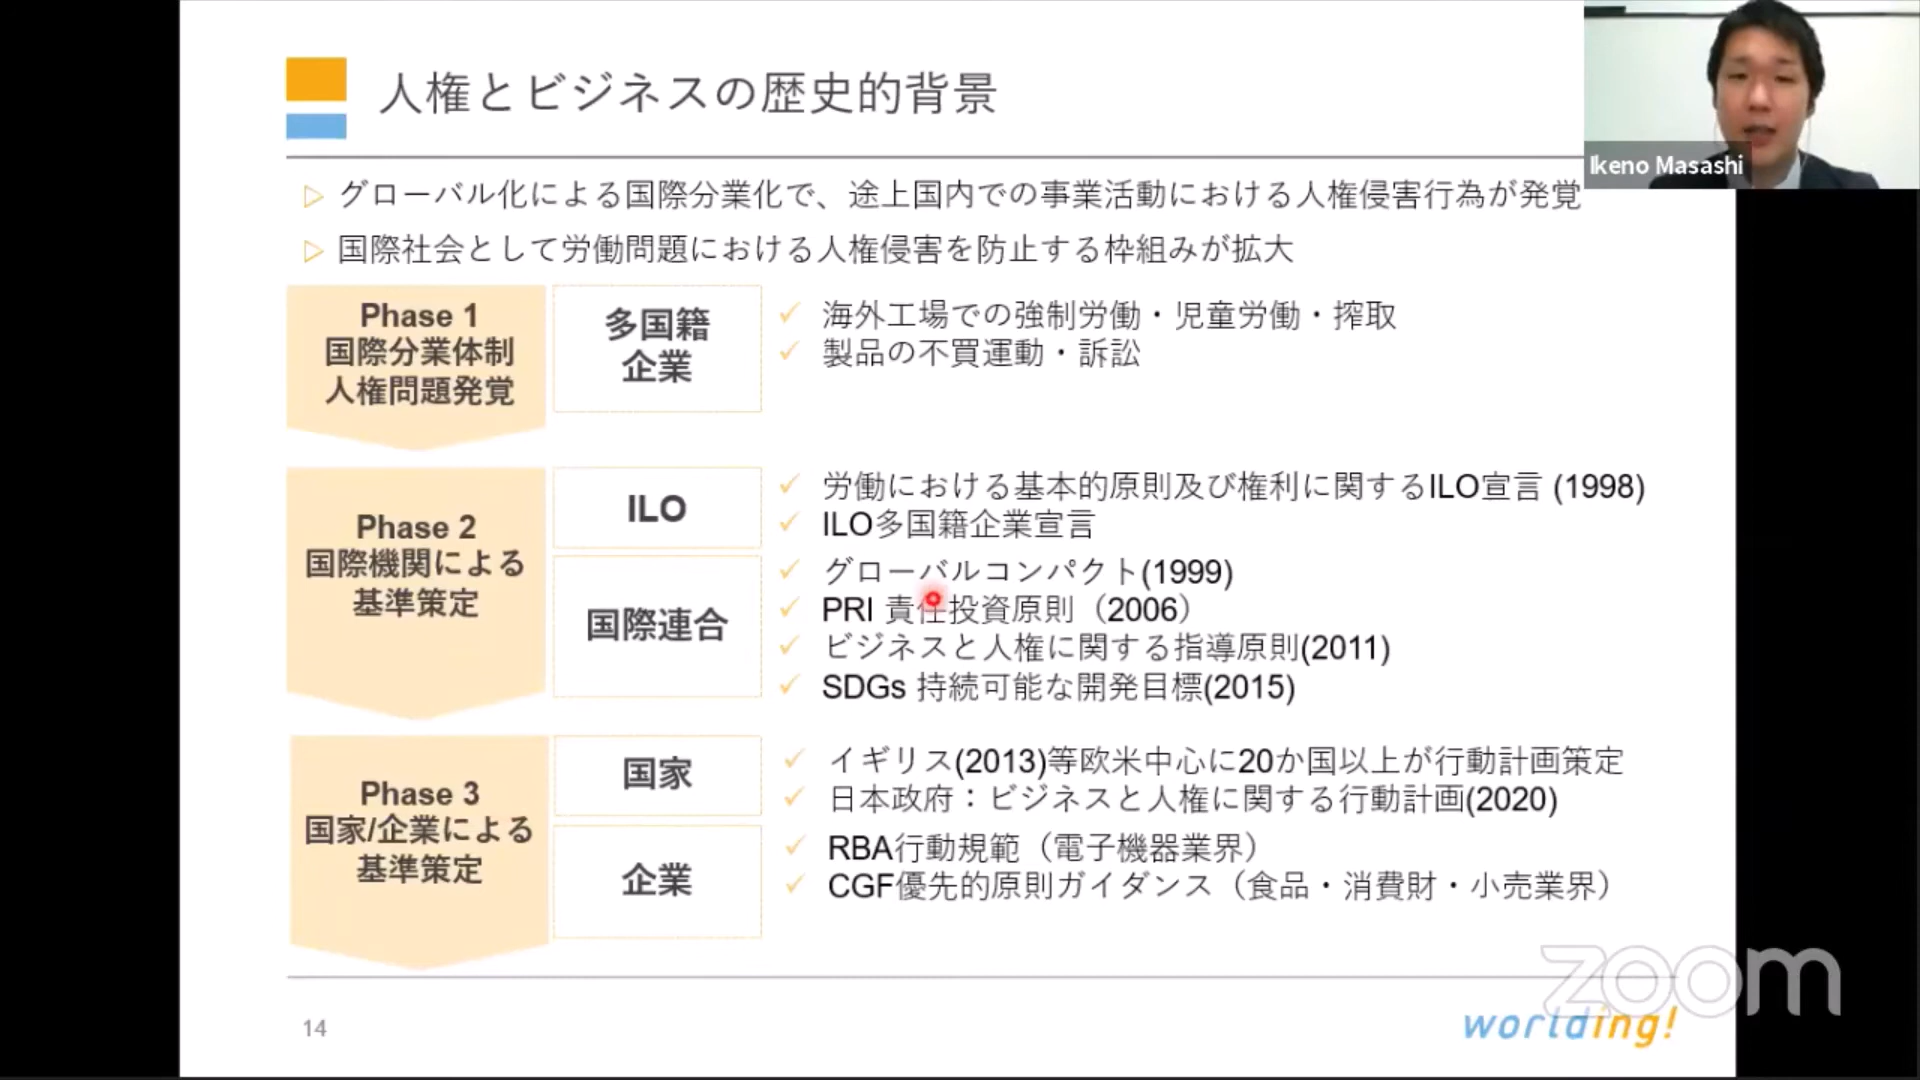 人権とビジネスの歴史的背景
Ikeno Masashi
グローバル化による国際分業化で、途上国内での事業活動における人権侵害行為が発覚
国際社会として労働問題における人権侵害を防止する枠組みが拡大
Phase 1
国際分業体制
人権問題発覚
多国籍
企業
海外工場での強制労働・児童労働・搾取
製品の不買運動・訴訟
Phase 2
国際機関による
基準策定
ILO
労働における基本的原則及び権利に関するILO宣言 (1998)
ILO多国籍企業宣言
国際連合
グローバルコンパクト(1999)
PRI 責任投資原則（2006）
ビジネスと人権に関する指導原則(2011)
SDGs 持続可能な開発目標(2015)
Phase 3
国家/企業による
基準策定
国家
イギリス(2013)等欧米中心に20か国以上が行動計画策定
日本政府：ビジネスと人権に関する行動計画(2020)
企業
RBA行動規範（電子機器業界）
CGF優先的原則ガイダンス（食品・消費財・小売業界）
14
zoom
worlding!